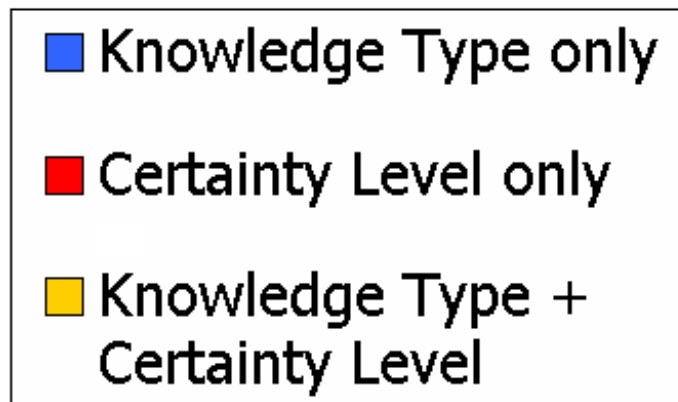 Knowledge Type only
Certainty Level only
Knowledge Type +
Certainty Level